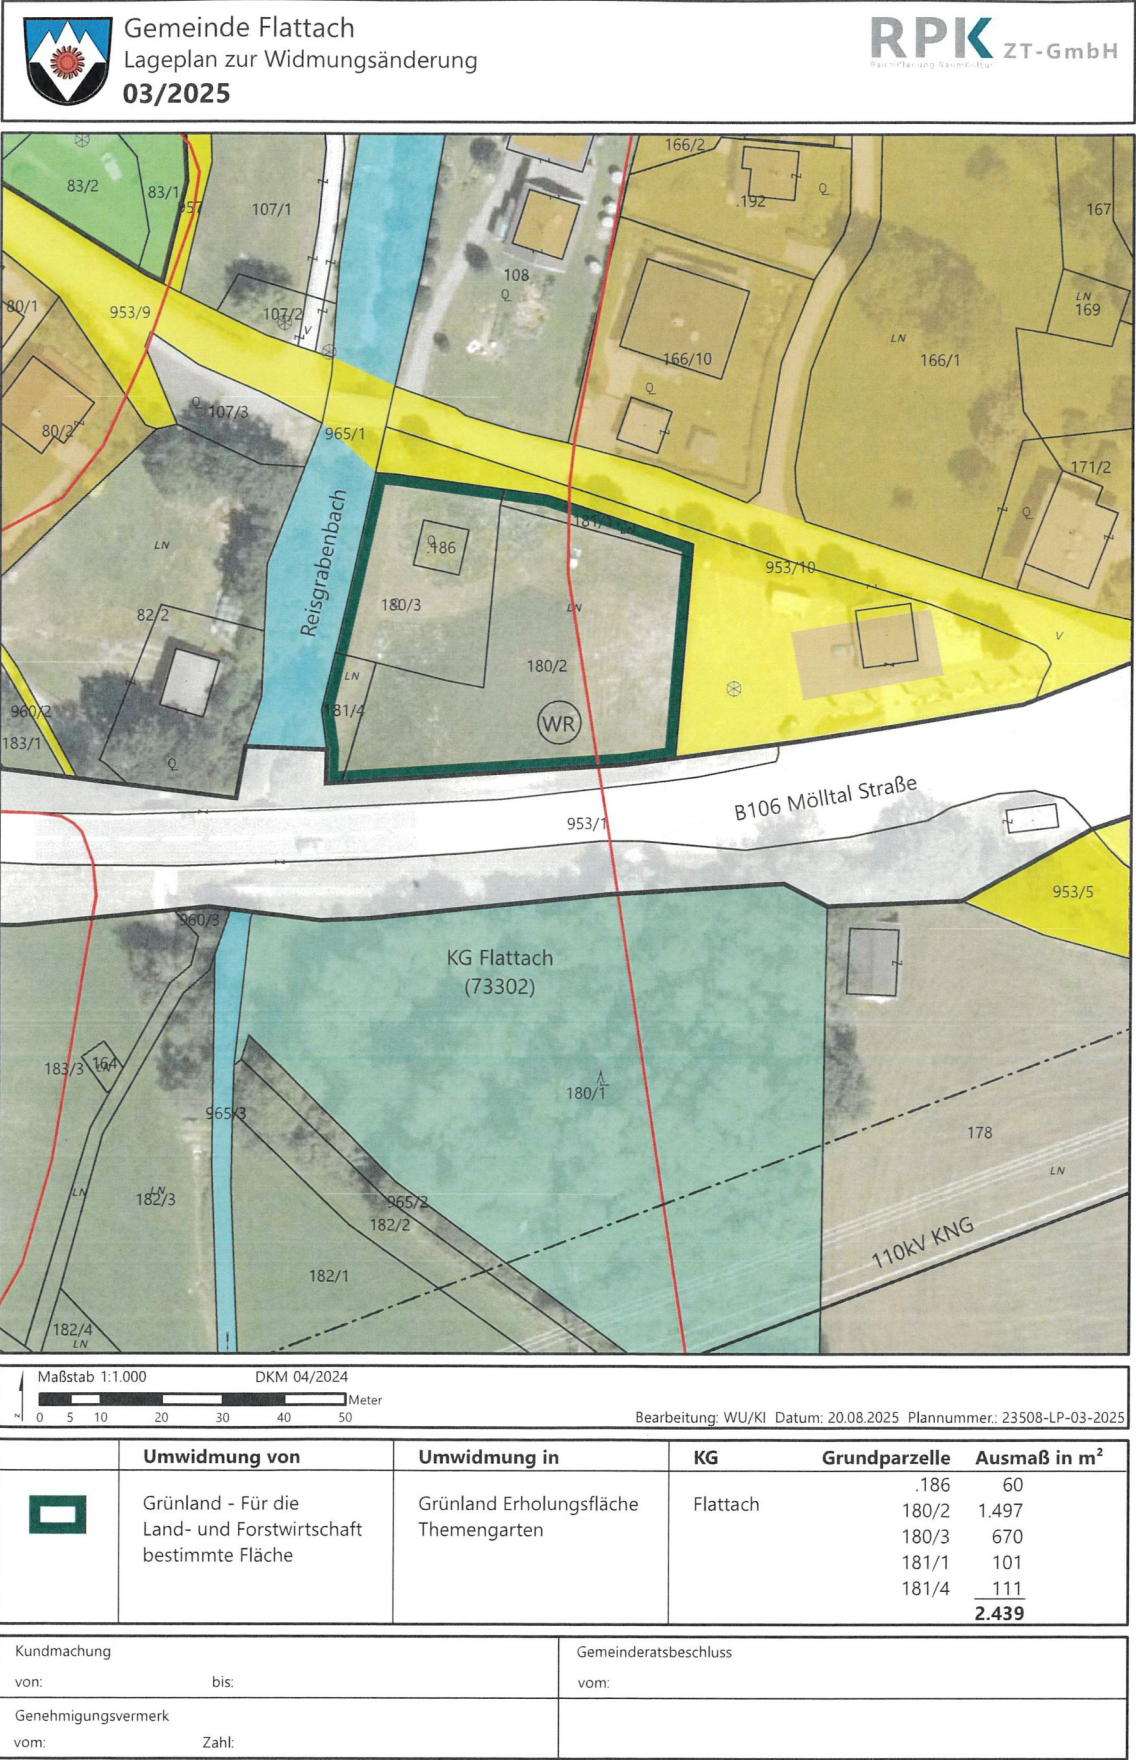 Gemeinde Flattach
Lageplan zur Widmungsänderung
03/2025
RPK ZT-GmbH
166/2
83/2
83/1
957
107/1
.192
167
108
Q
Q
107/2
V
80/1
953/9
LN
169
LN
166/1
166/10
Q
Q
107/3
80/2
965/1
171/2
Q
LN
Reisgrabenbach
.186
181/1
LN
953/10
180/3
LN
82/2
V
180/2
LN
181/4
WR
960/2
183/1
Q
B106 Mölltal Straße
953/1
953/5
960/3
KG Flattach
(73302)
183/3
164
180/1
965/3
178
LN
LN
LN
182/3
965/2
182/2
110kV KNG
182/1
182/4
LN
Maßstab 1:1.000
DKM 04/2024
Meter
z
0 5 10 20 30 40 50
Bearbeitung: WU/KI Datum: 20.08.2025 Plannummer.: 23508-LP-03-2025
Umwidmung von
Umwidmung in
KG
Grundparzelle
Ausmaß in m²
Grünland - Für die
Land- und Forstwirtschaft
bestimmte Fläche
Grünland Erholungsfläche
Themengarten
Flattach
.186 60
180/2 1.497
180/3 670
181/1 101
181/4 111
2.439
Kundmachung
von: bis:
Gemeinderatsbeschluss
vom:
Genehmigungsvermerk
vom: Zahl: